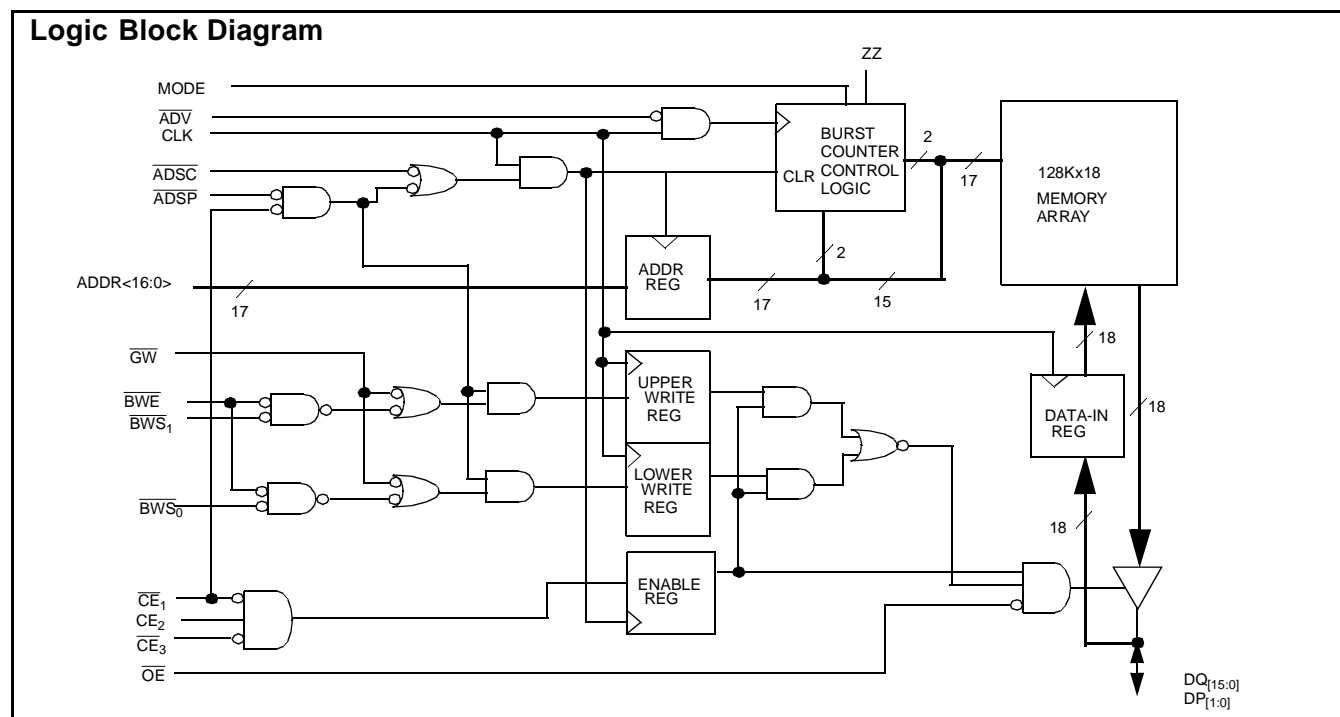 Logic Block Diagram
ZZ
MODE
ADV
CLK
BURST
COUNTER
CONTROL
LOGIC
CLR
2
17
128Kx18
MEMORY
ARRAY
ADSC
ADSP
2
ADDR
REG
ADDR<16:0>
17
17
15
18
GW
UPPER
WRITE
REG
BWE
BWS1
DATA-IN
REG
18
LOWER
WRITE
REG
BWS0
18
ENABLE
REG
CE1
CE2
CE3
OE
DQ[15:0]
DP[1:0]